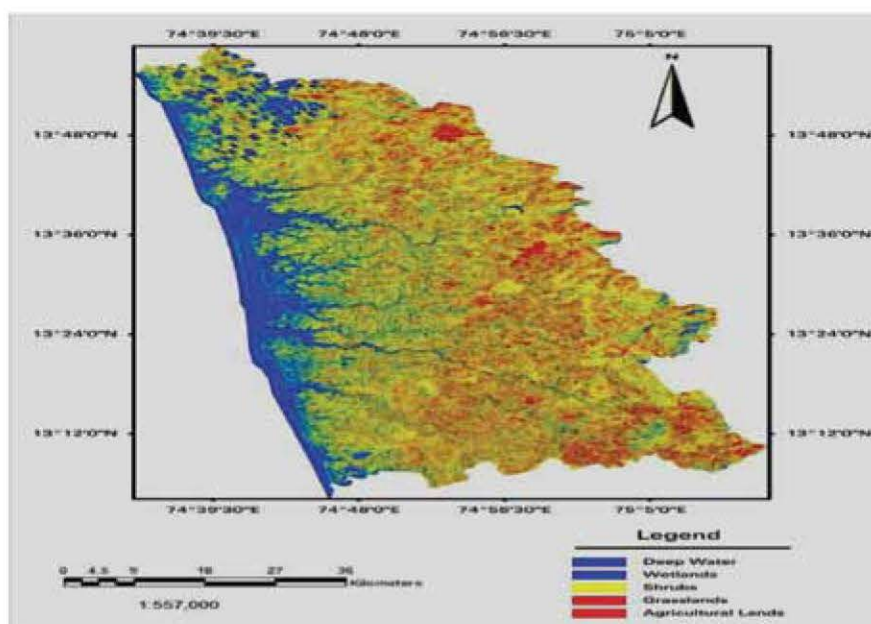 74°39'30"E 74°48'0"E 74°56'30"E 75°5'0"E
N
13°48'0"N 13°48'0"N
13°36'0"N 13°36'0"N
13°24'0"N 13°24'0"N
13°12'0"N 13°12'0"N
74°39'30"E 74°48'0"E 74°56'30"E 75°5'0"E
Legend
Deep Water
Wetlands
Shrubs
Grasslands
Agricultural Lands
0 4.5 9 18 27 36
Kilometers
1:557,000